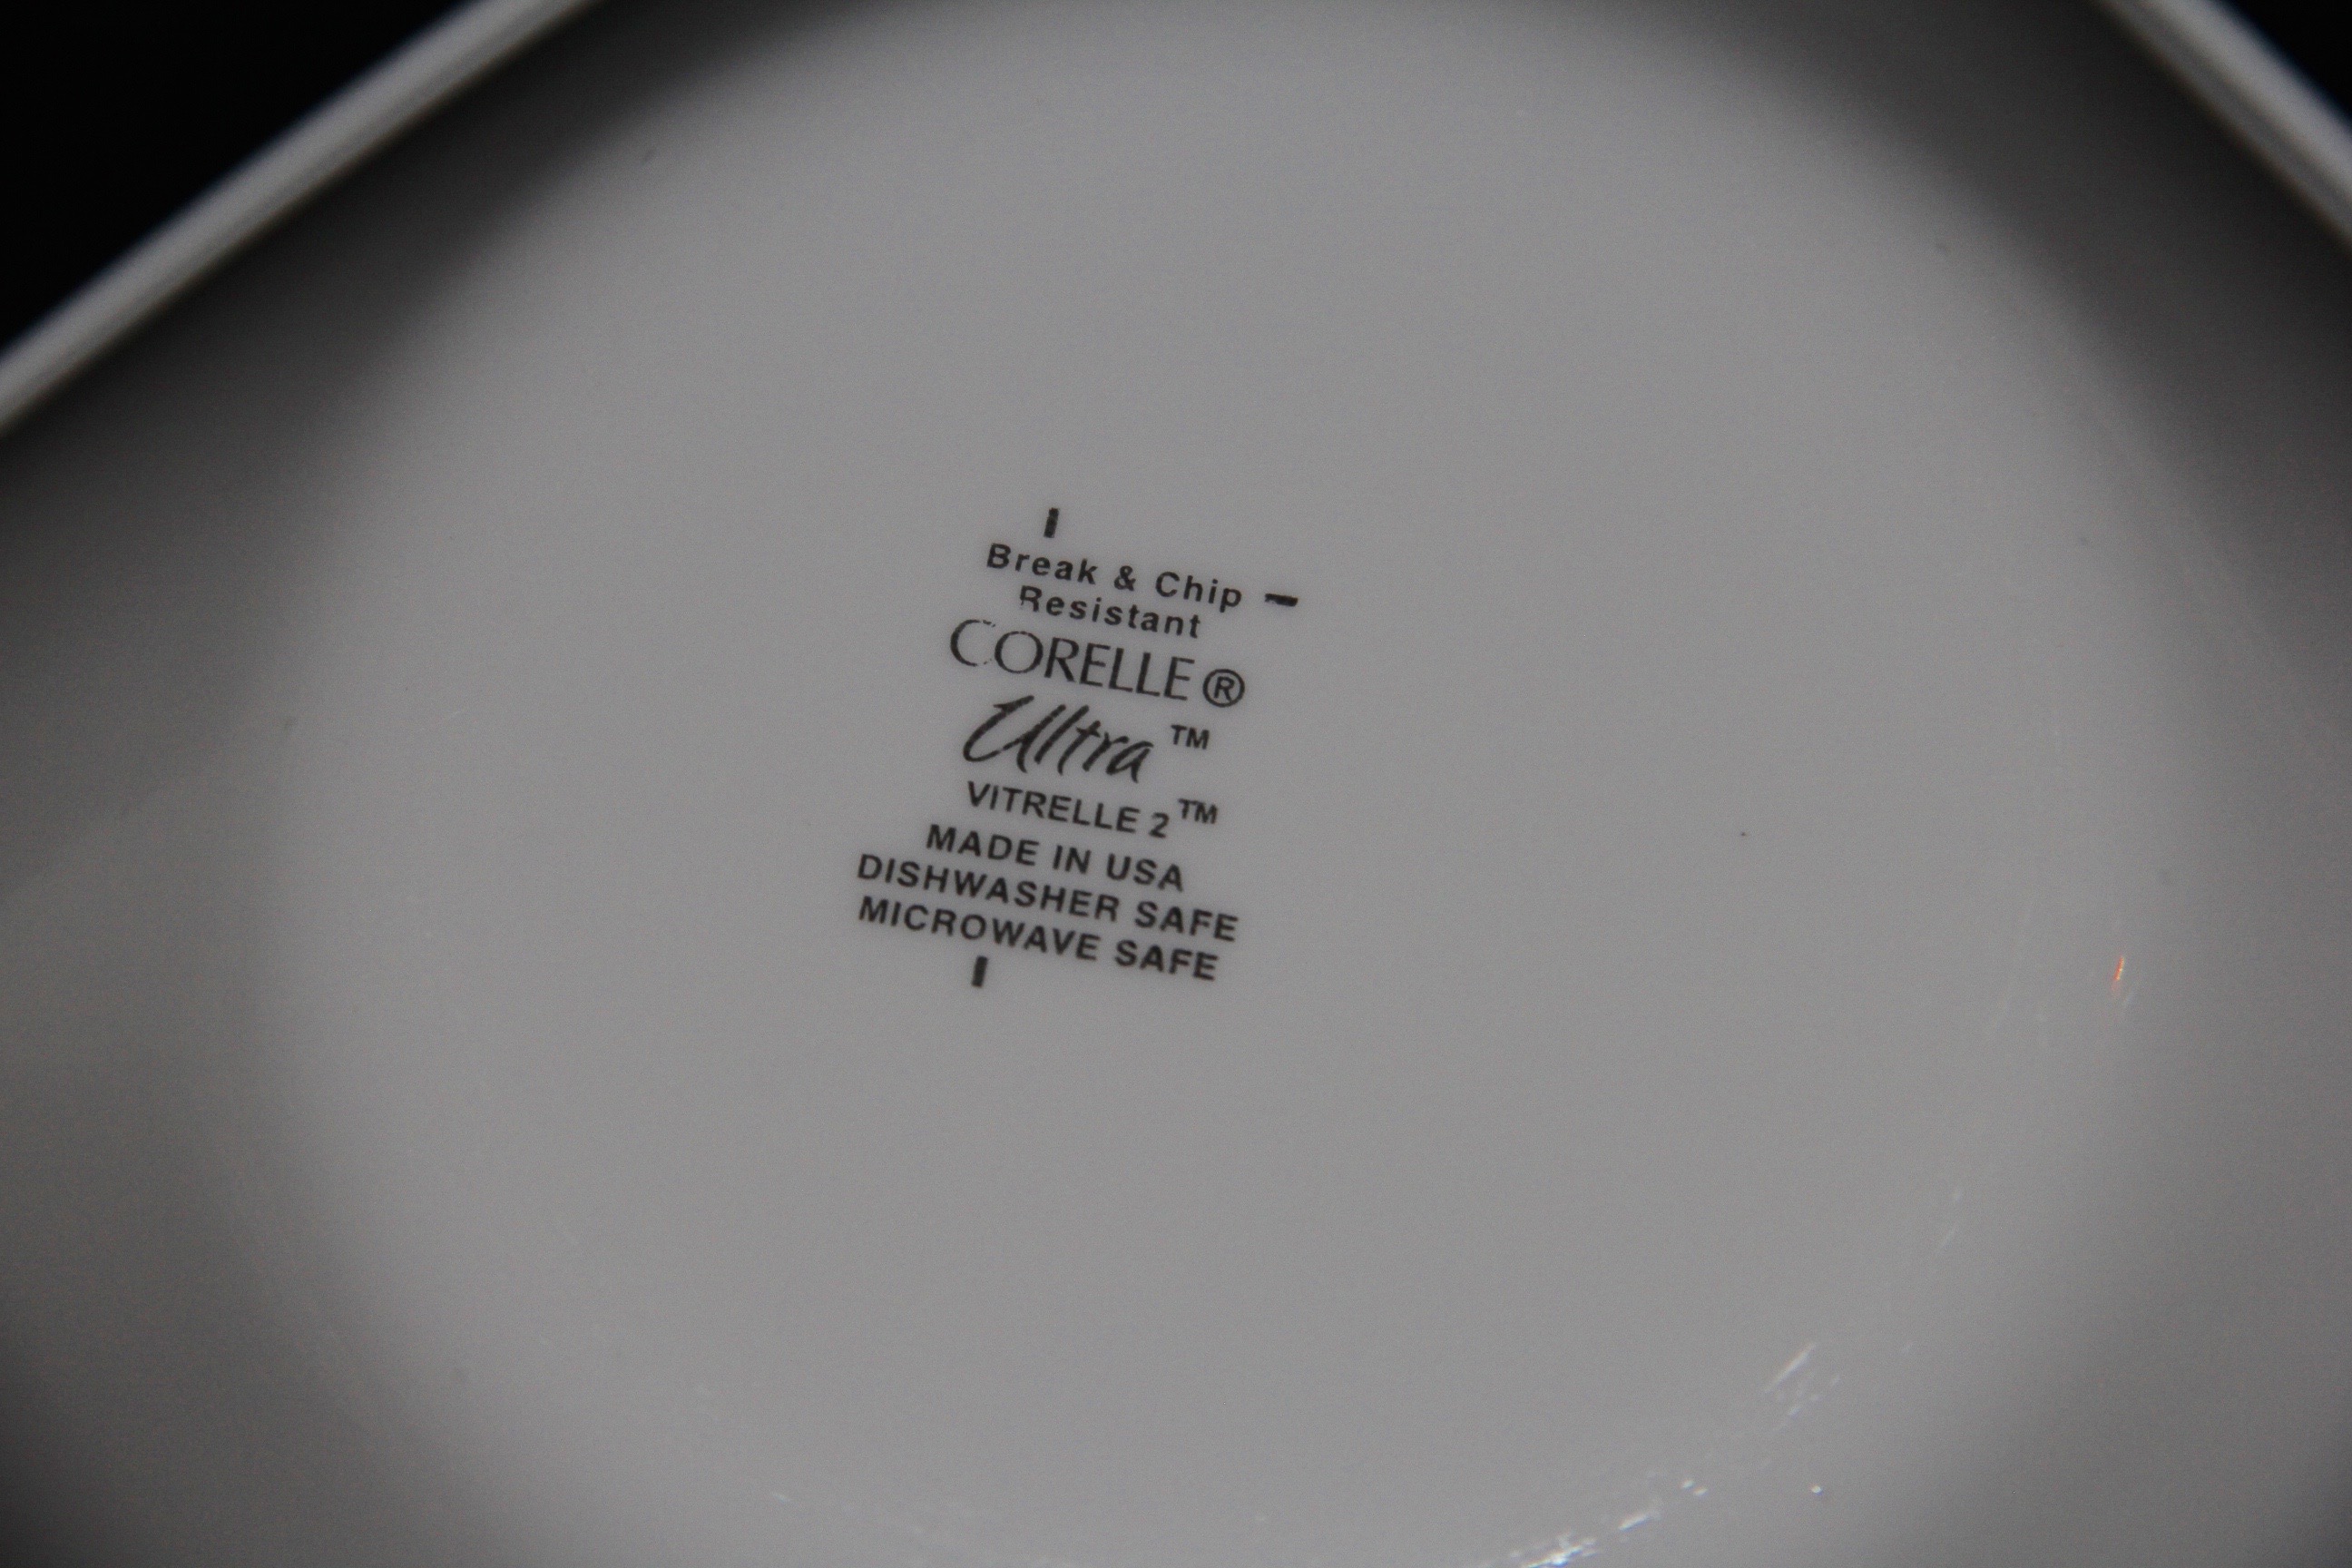 Break & Chip
Resistant
CORELLE®
Ultra™
VITRELLE 2™
MADE IN USA
DISHWASHER SAFE
MICROWAVE SAFE